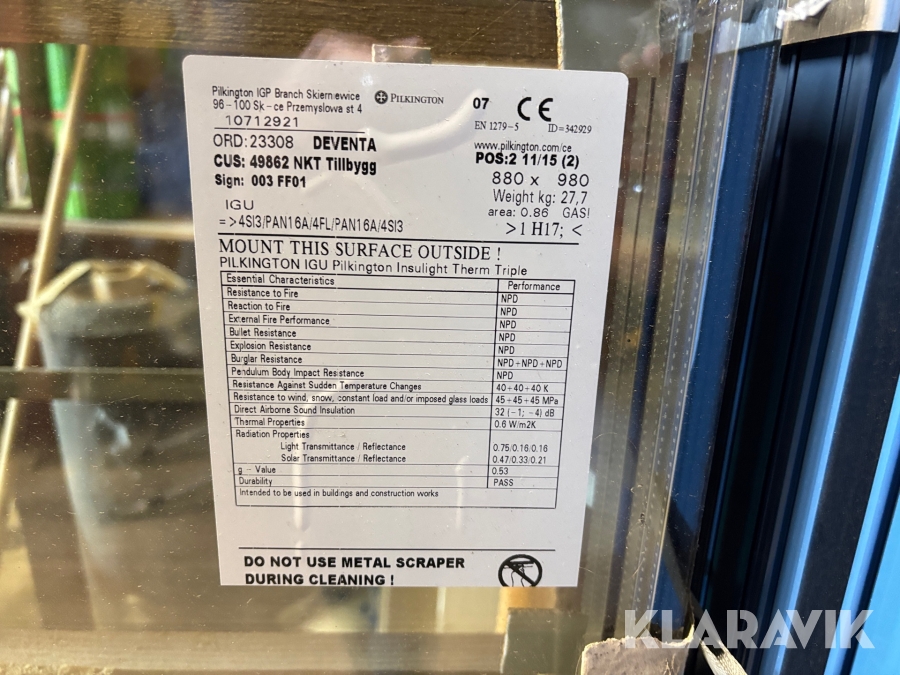 Pilkington IGP Branch Skierniewice
96-100 Sk-ce Przemyslowa st 4
PILKINGTON
07 CE
10712921
EN 1279-5 ID=342929
ORD:23308 DEVENTA
www.pilkington.com/ce
CUS: 49862 NKT Tillbygg
POS:2 11/15 (2)
Sign: 003 FF01
880 x 980
Weight kg: 27,7
IGU
area: 0.86 GAS!
=>4SI3/PAN16A/4FL/PAN16A/4SI3
>1 H17; <
MOUNT THIS SURFACE OUTSIDE !
PILKINGTON IGU Pilkington Insulight Therm Triple
Essential Characteristics Performance
Resistance to Fire NPD
Reaction to Fire NPD
External Fire Performance NPD
Bullet Resistance NPD
Explosion Resistance NPD
Burglar Resistance NPD÷NPD÷NPD
Pendulum Body Impact Resistance NPD
Resistance Against Sudden Temperature Changes 40÷40÷40 K
Resistance to wind, snow, constant load and/or imposed glass loads 45÷45÷45 MPa
Direct Airborne Sound Insulation 32 (-1; -4) dB
Thermal Properties 0.6 W/m2K
Radiation Properties
Light Transmittance / Reflectance 0.75/0.16/0.16
Solar Transmittance / Reflectance 0.47/0.33/0.21
g - Value 0.53
Durability PASS
Intended to be used in buildings and construction works
DO NOT USE METAL SCRAPER
DURING CLEANING !
KLARAVIK